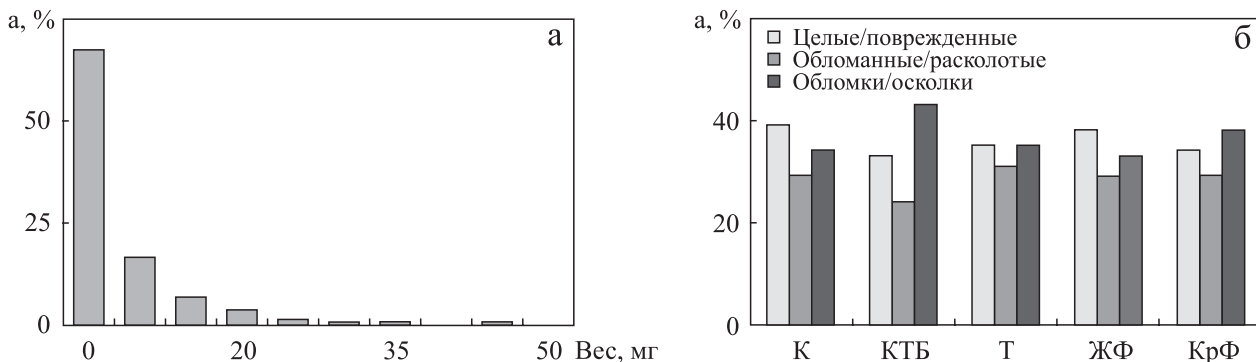 а, %
а
50
25
0
0 20 35 50 Вес, мг
а, %
б
Целые/поврежденные
Обломанные/расколотые
Обломки/осколки
40
20
0
К КТБ Т ЖФ КрФ